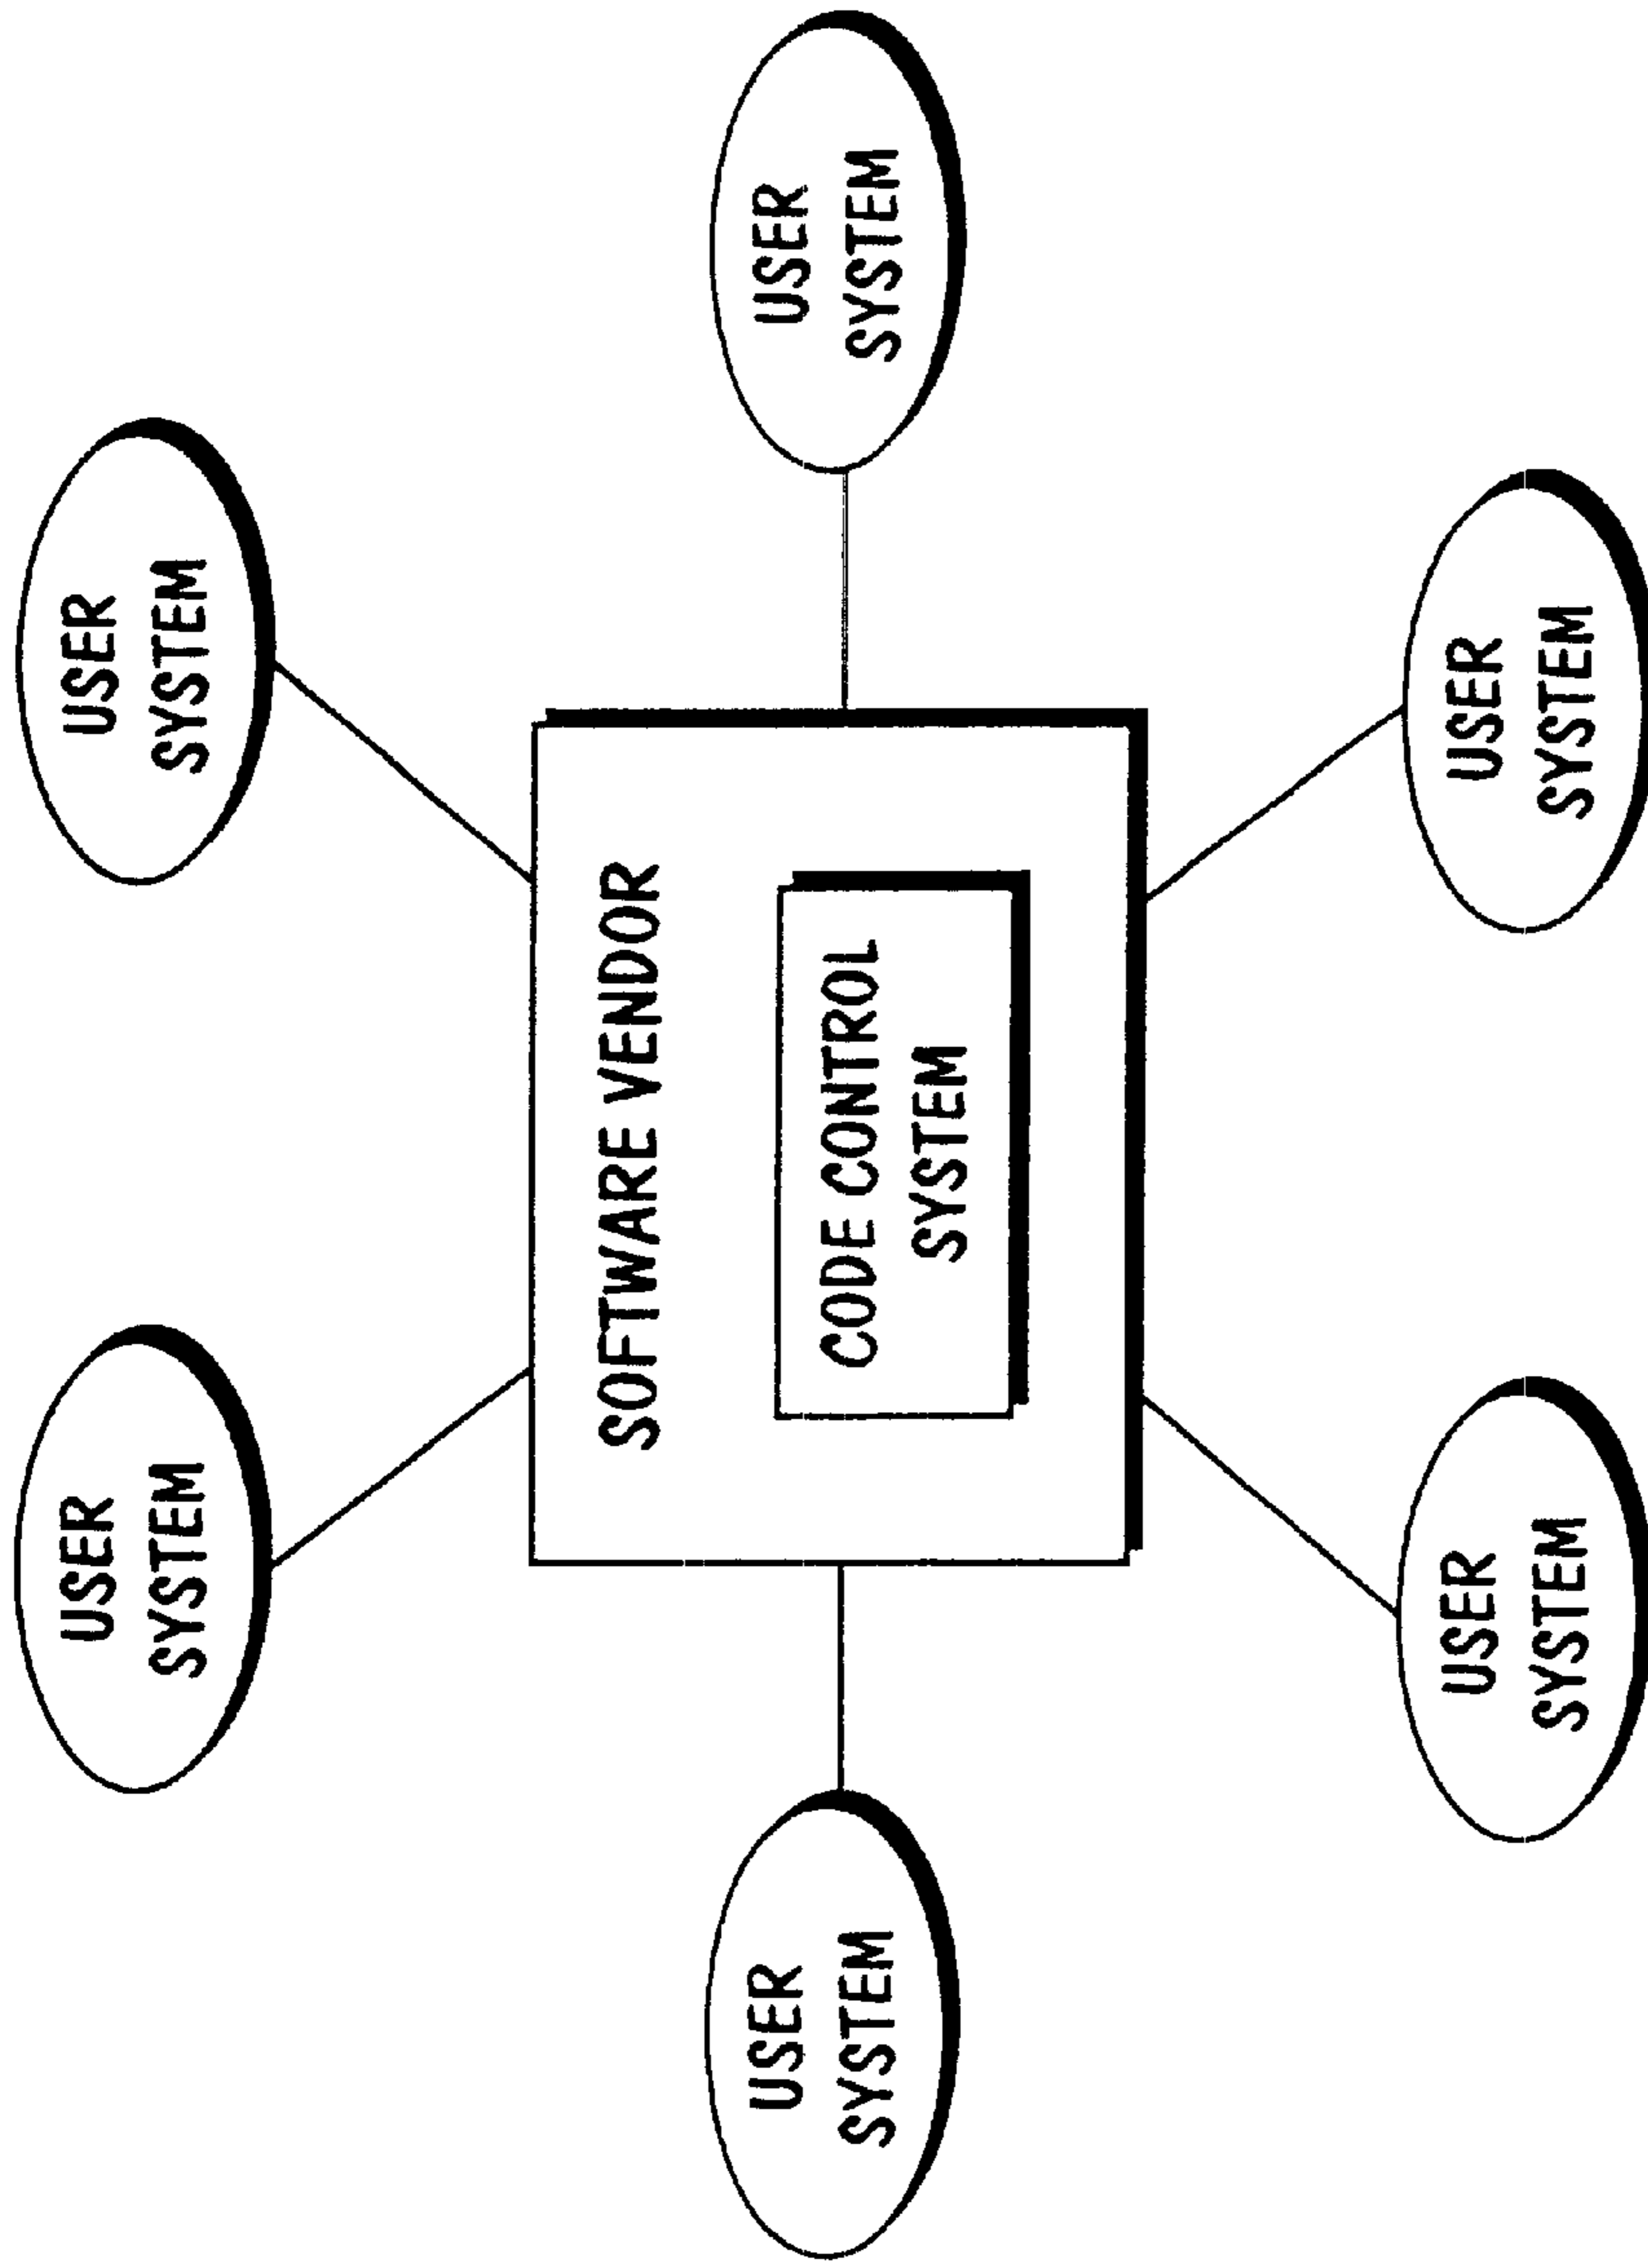 USER
SYSTEM
USER
SYSTEM
USER
SYSTEM
SOFTWARE VENDOR
CODE CONTROL
SYSTEM
USER
SYSTEM
USER
SYSTEM
USER
SYSTEM